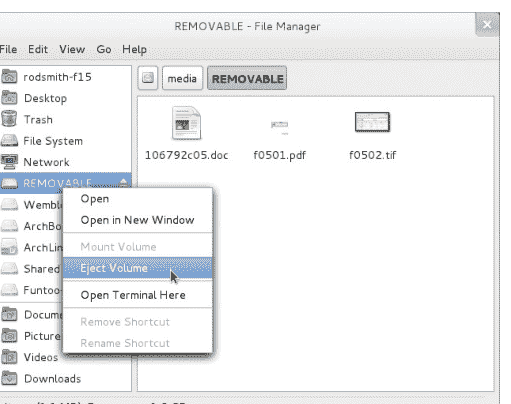 REMOVABLE - File Manager
File Edit View Go Help
rodsmith-f15
media REMOVABLE
Desktop
Trash
File System
Network
REMOVABLE
106792c05.doc f0501.pdf f0502.tif
Wembl
ArchBo
ArchLin
Shared
Funtoo
Docume
Picture
Videos
Downloads
Open
Open in New Window
Mount Volume
Eject Volume
Open Terminal Here
Remove Shortcut
Rename Shortcut